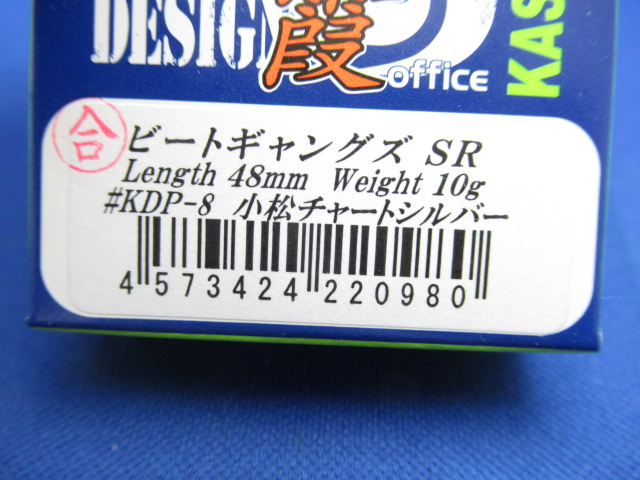 DESIGN
霞
office
KAS
合
ビートギャングズ SR
Length 48mm Weight 10g
#KDP-8 小松チャートシルバー
4 573424 220980